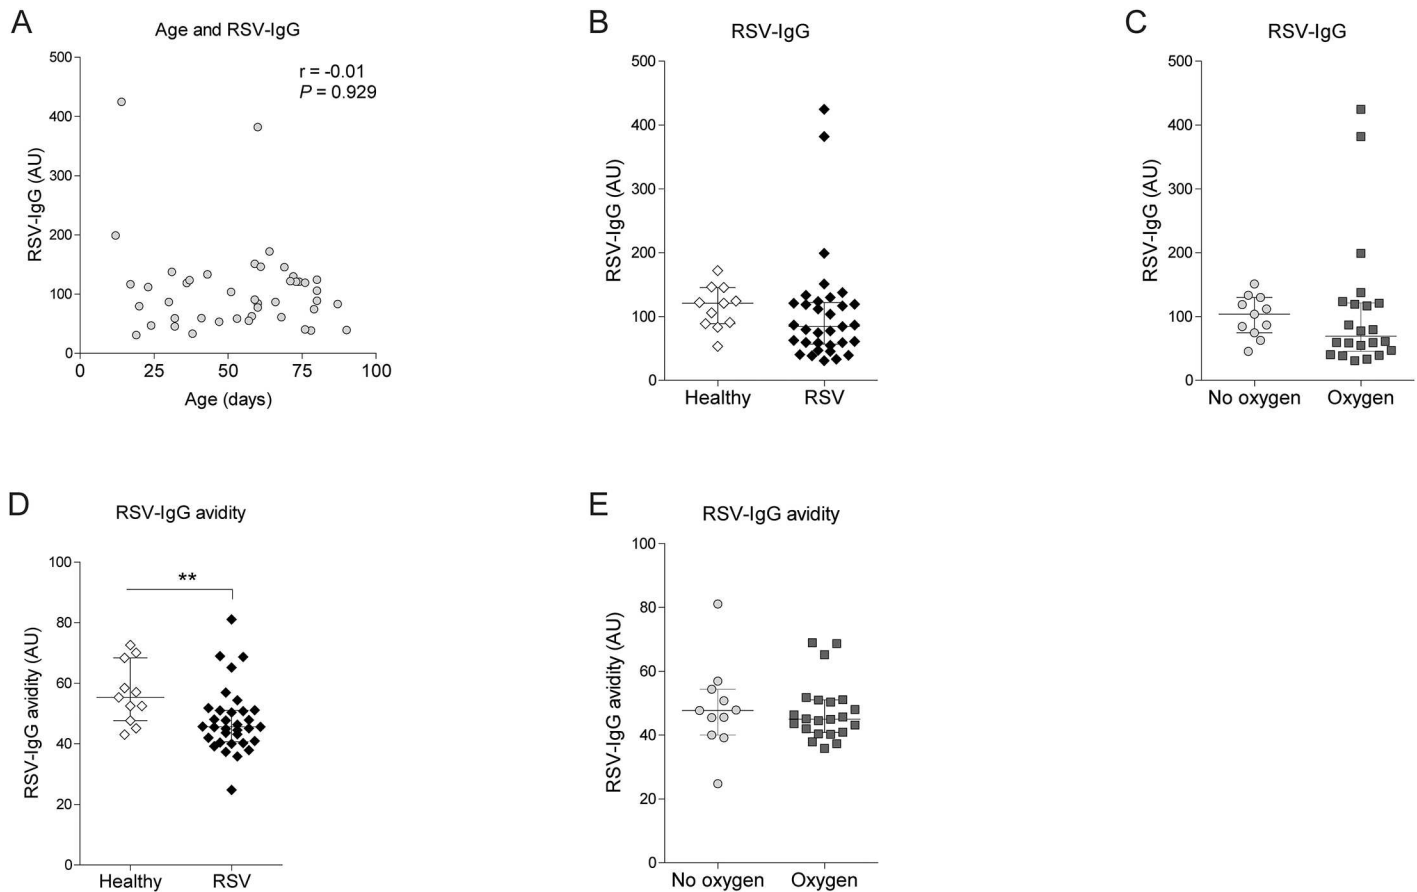 A
Age and RSV-IgG
r = -0.01
P = 0.929
RSV-IgG (AU)
500
400
300
200
100
0
0 25 50 75 100
Age (days)
B
RSV-IgG
RSV-IgG (AU)
500
400
300
200
100
0
Healthy RSV
C
RSV-IgG
RSV-IgG (AU)
500
400
300
200
100
0
No oxygen Oxygen
D
RSV-IgG avidity
**
RSV-IgG avidity (AU)
100
80
60
40
20
0
Healthy RSV
E
RSV-IgG avidity
RSV-IgG avidity (AU)
100
80
60
40
20
0
No oxygen Oxygen